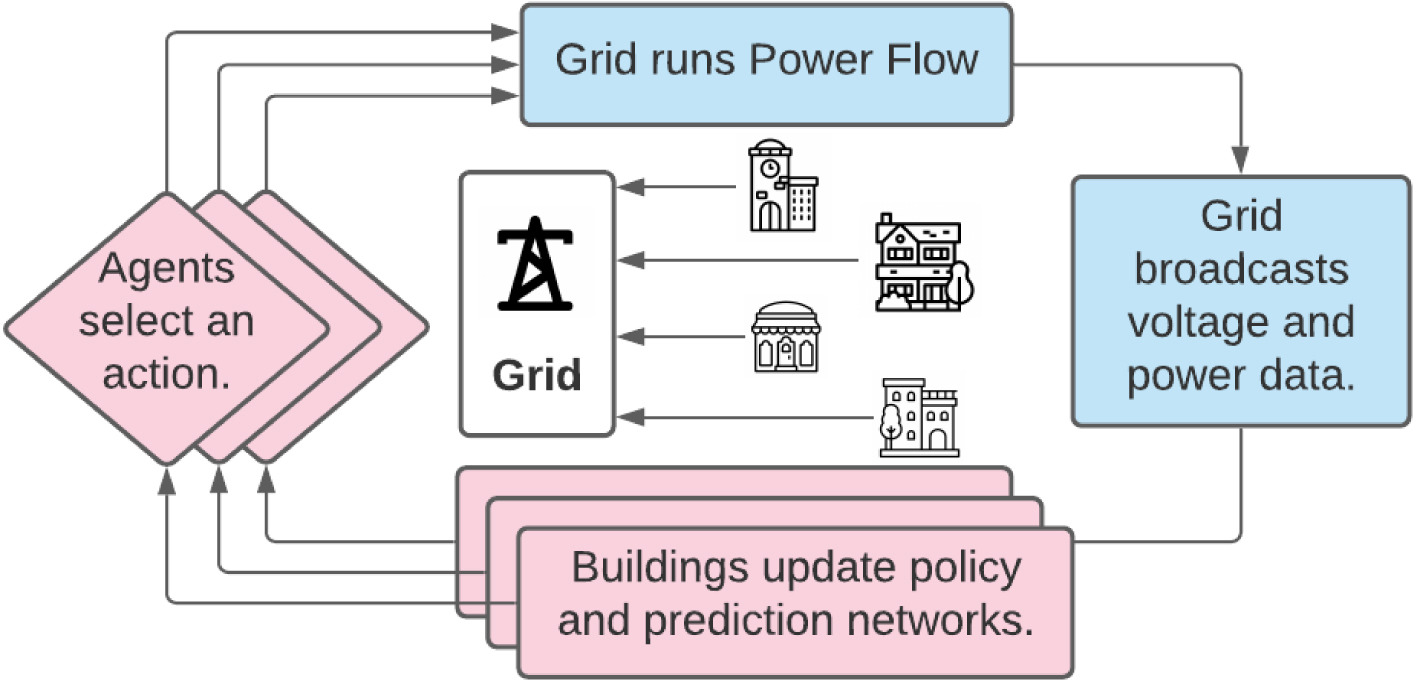 Grid runs Power Flow
Grid
broadcasts
voltage and
power data.
Agents
select an
action.
Grid
Buildings update policy
and prediction networks.